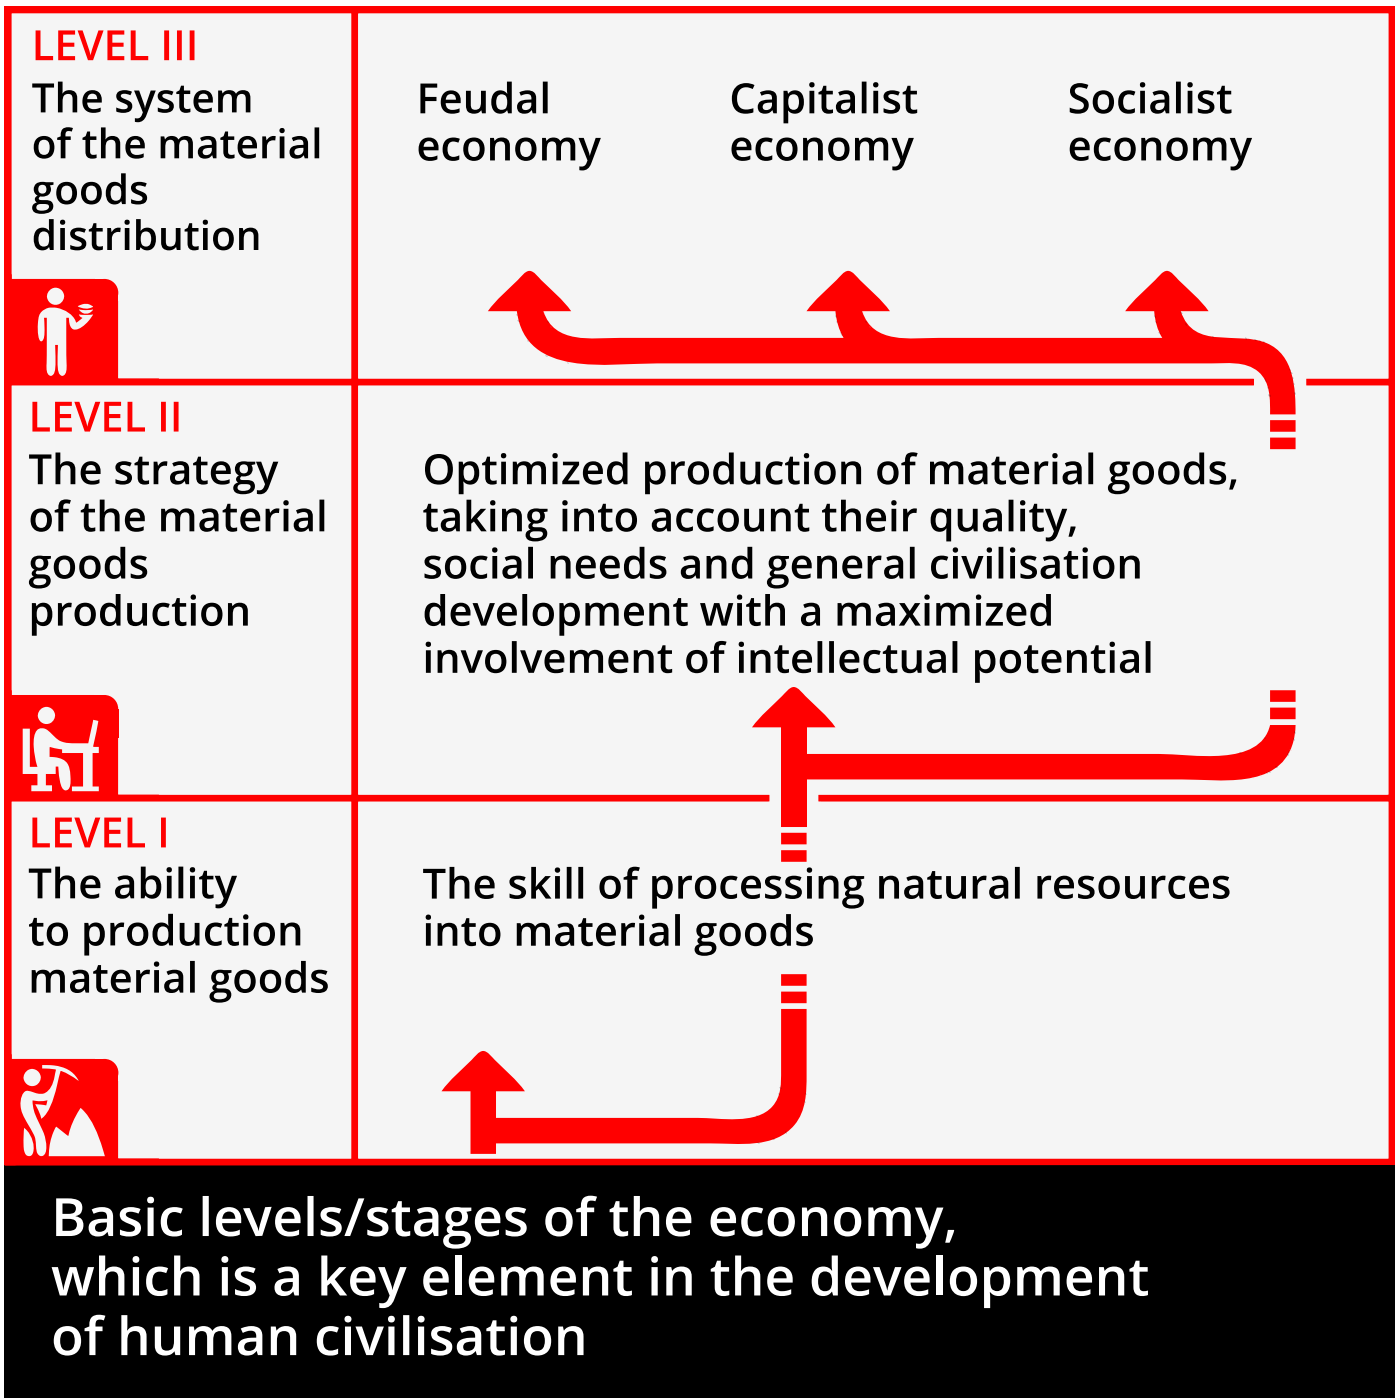 LEVEL III
The system
of the material
goods
distribution
Feudal
economy
Capitalist
economy
Socialist
economy
LEVEL II
The strategy
of the material
goods
production
Optimized production of material goods,
taking into account their quality,
social needs and general civilisation
development with a maximized
involvement of intellectual potential
LEVEL I
The ability
to production
material goods
The skill of processing natural resources
into material goods
Basic levels/stages of the economy,
which is a key element in the development
of human civilisation